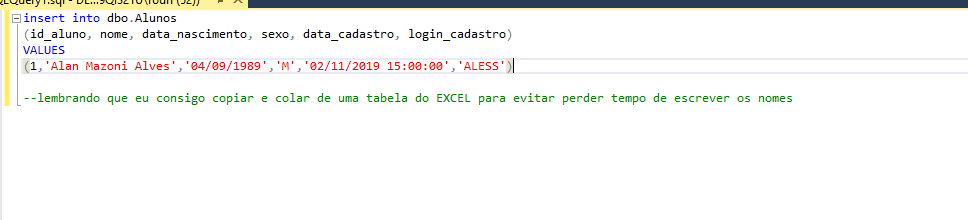 insert into dbo.Alunos
(id_aluno, nome, data_nascimento, sexo, data_cadastro, login_cadastro)
VALUES
(1,'Alan Mazoni Alves','04/09/1989','M','02/11/2019 15:00:00','ALESS')
--lembrando que eu consigo copiar e colar de uma tabela do EXCEL para evitar perder tempo de escrever os nomes